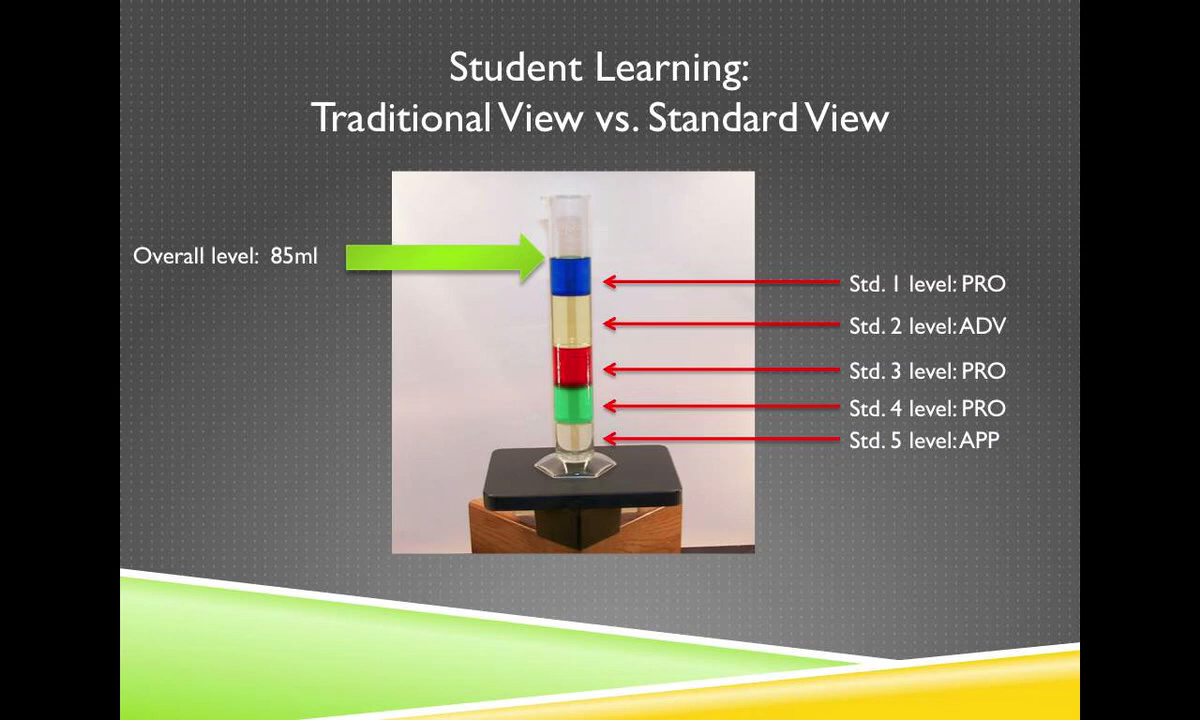 Student Learning:
Traditional View vs. Standard View
Overall level: 85ml
Std. 1 level: PRO
Std. 2 level: ADV
Std. 3 level: PRO
Std. 4 level: PRO
Std. 5 level: APP